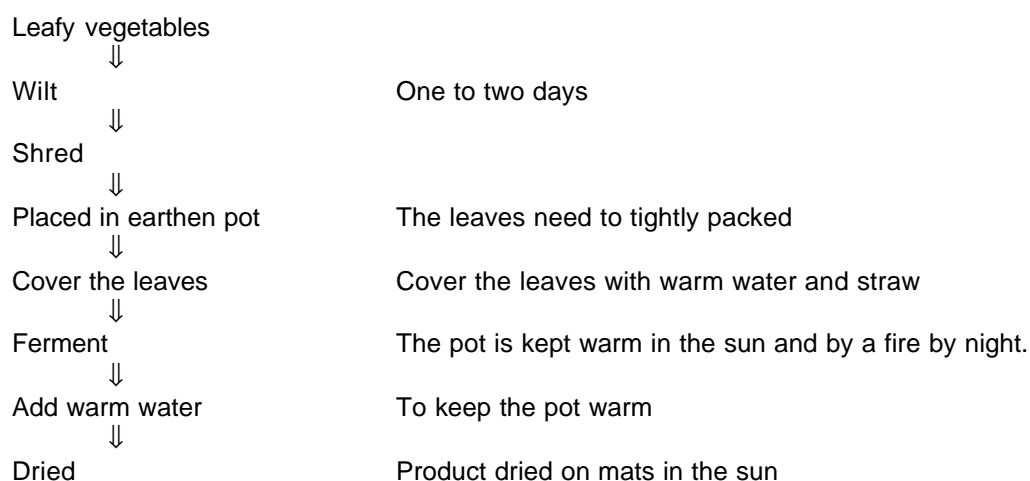 Leafy vegetables
⇓
Wilt One to two days
⇓
Shred
⇓
Placed in earthen pot The leaves need to tightly packed
⇓
Cover the leaves Cover the leaves with warm water and straw
⇓
Ferment The pot is kept warm in the sun and by a fire by night.
⇓
Add warm water To keep the pot warm
⇓
Dried Product dried on mats in the sun